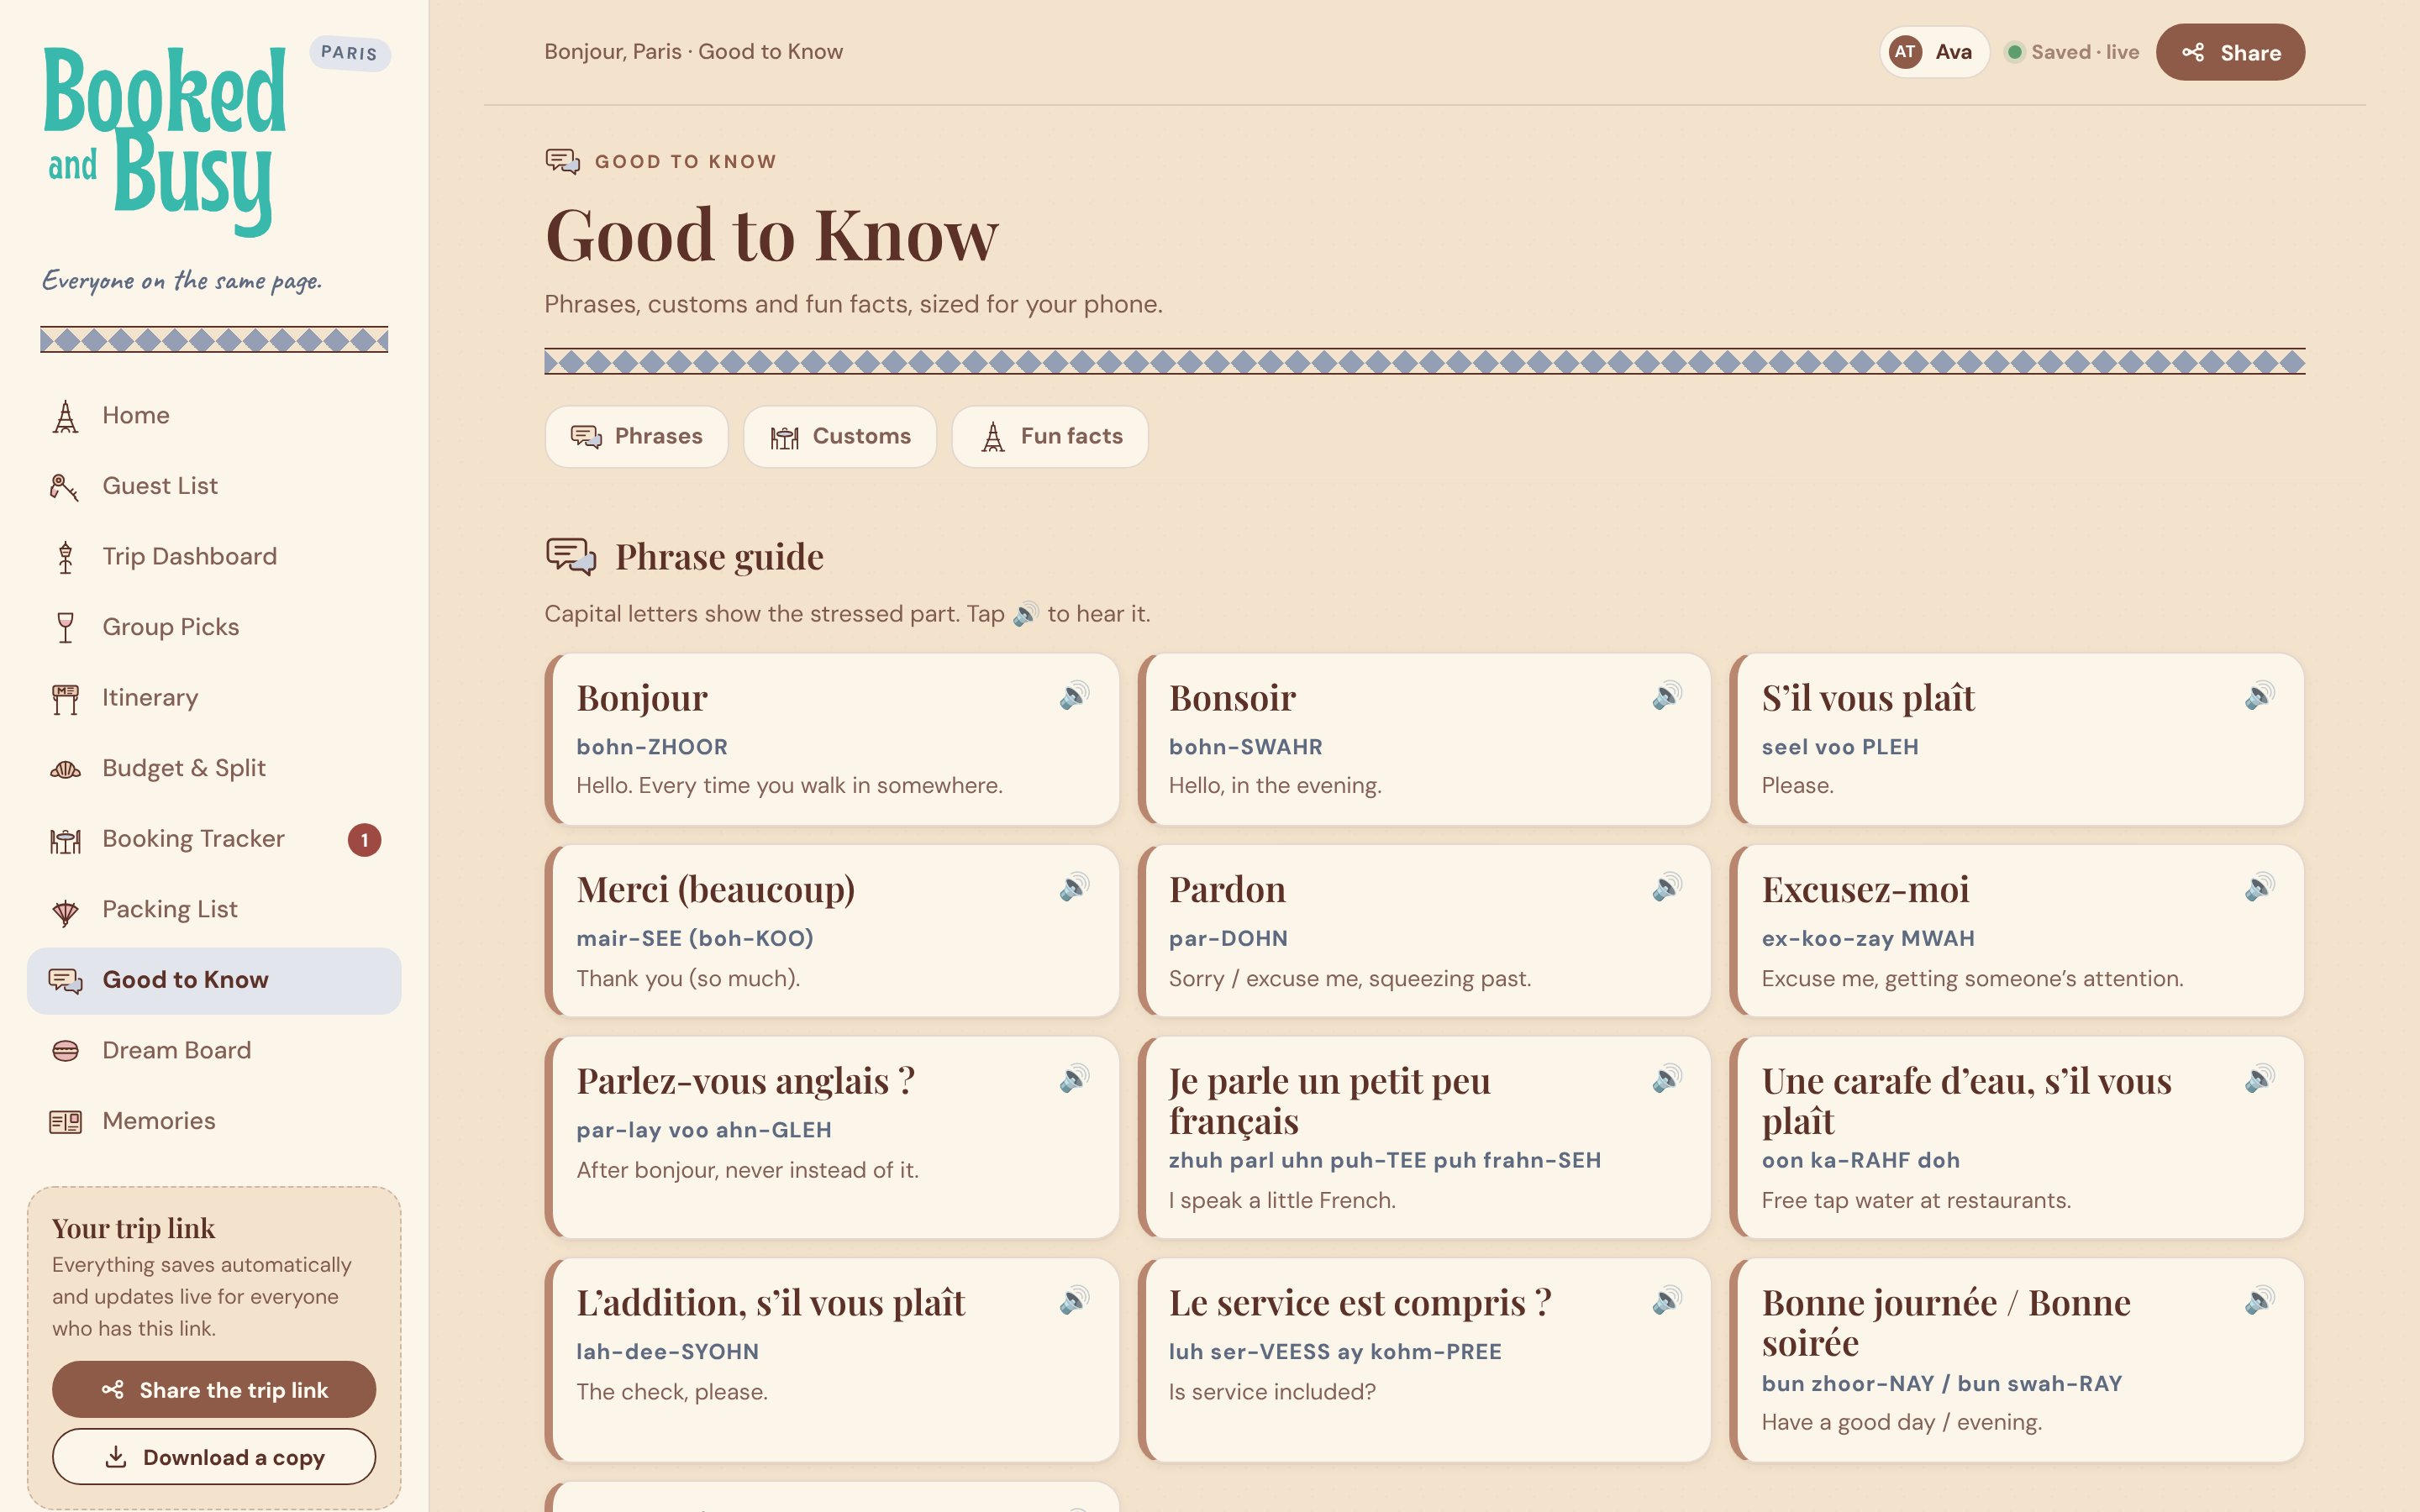 Booked
and Busy
PARIS
Everyone on the same page.
Home
Guest List
Trip Dashboard
Group Picks
Itinerary
Budget & Split
Booking Tracker 1
Packing List
Good to Know
Dream Board
Memories
Your trip link
Everything saves automatically
and updates live for everyone
who has this link.
Share the trip link
Download a copy
Bonjour, Paris · Good to Know
AT Ava
Saved · live
Share
GOOD TO KNOW
Good to Know
Phrases, customs and fun facts, sized for your phone.
Phrases
Customs
Fun facts
Phrase guide
Capital letters show the stressed part. Tap 🔊 to hear it.
Bonjour
bohn-ZHOOR
Hello. Every time you walk in somewhere.
Bonsoir
bohn-SWAHR
Hello, in the evening.
S’il vous plaît
seel voo PLEH
Please.
Merci (beaucoup)
mair-SEE (boh-KOO)
Thank you (so much).
Pardon
par-DOHN
Sorry / excuse me, squeezing past.
Excusez-moi
ex-koo-zay MWAH
Excuse me, getting someone’s attention.
Parlez-vous anglais ?
par-lay voo ahn-GLEH
After bonjour, never instead of it.
Je parle un petit peu
français
zhuh parl uhn puh-TEE puh frahn-SEH
I speak a little French.
Une carafe d’eau, s’il vous
plaît
oon ka-RAHF doh
Free tap water at restaurants.
L’addition, s’il vous plaît
lah-dee-SYOHN
The check, please.
Le service est compris ?
luh ser-VEESS ay kohm-PREE
Is service included?
Bonne journée / Bonne
soirée
bun zhoor-NAY / bun swah-RAY
Have a good day / evening.